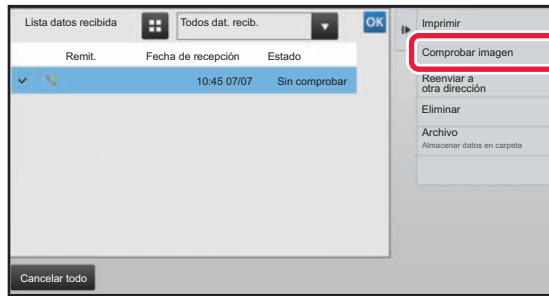 Lista datos recibida
Todos dat. recib.
OK
Remit.
Fecha de recepción
Estado
10:45 07/07
Sin comprobar
Imprimir
Comprobar imagen
Reenviar a
otra dirección
Eliminar
Archivo
Almacenar datos en carpeta
Cancelar todo